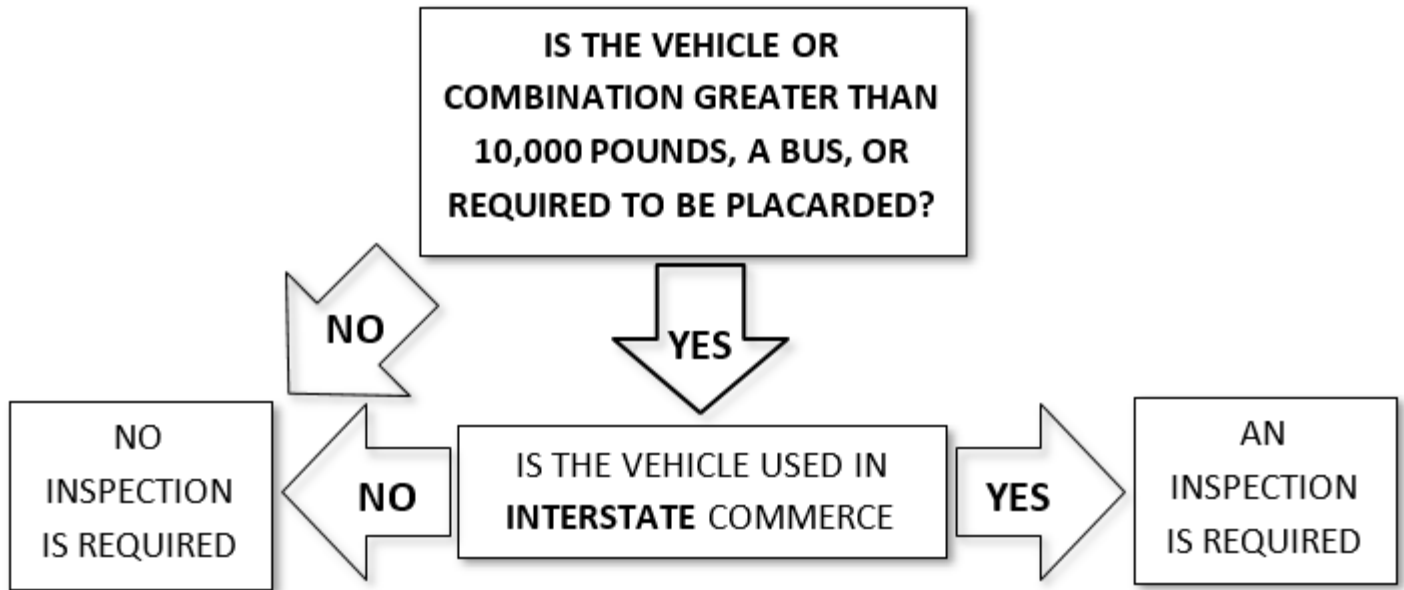 IS THE VEHICLE OR
COMBINATION GREATER THAN
10,000 POUNDS, A BUS, OR
REQUIRED TO BE PLACARDED?
NO
YES
NO
INSPECTION
IS REQUIRED
NO
IS THE VEHICLE USED IN
INTERSTATE COMMERCE
YES
AN
INSPECTION
IS REQUIRED